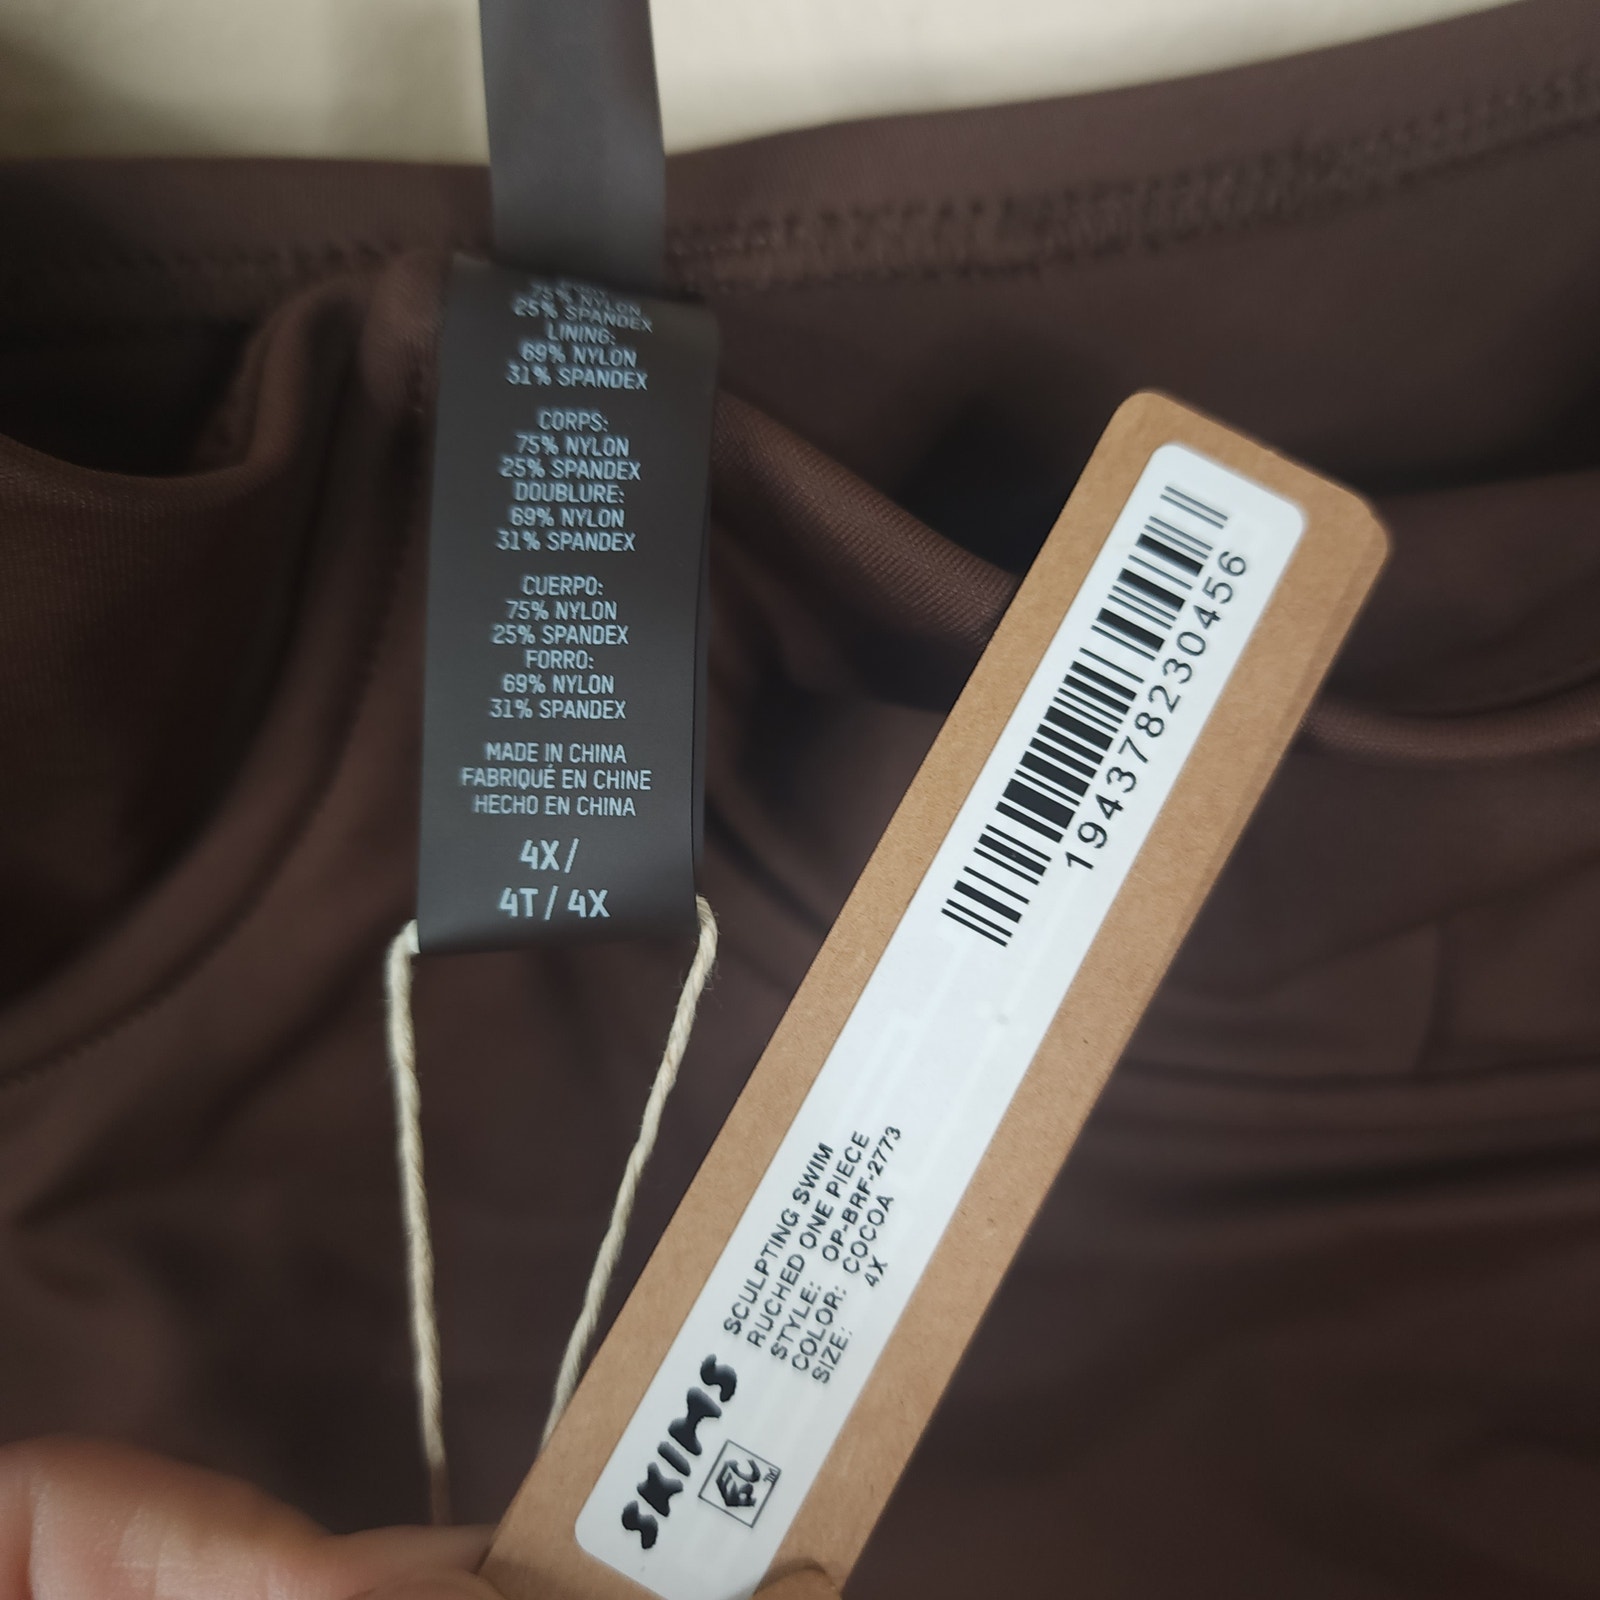 75% NYLON
25% SPANDEX
LINING:
69% NYLON
31% SPANDEX
CORPS:
75% NYLON
25% SPANDEX
DOUBLURE:
69% NYLON
31% SPANDEX
CUERPO:
75% NYLON
25% SPANDEX
FORRO:
69% NYLON
31% SPANDEX
MADE IN CHINA
FABRIQUÉ EN CHINE
HECHO EN CHINA
4X/
4T/4X
194378230456
SKIMS
SCULPTING SWIM
RUCHED ONE PIECE
STYLE: OP-BRF-2773
COLOR: COCOA
SIZE: 4X